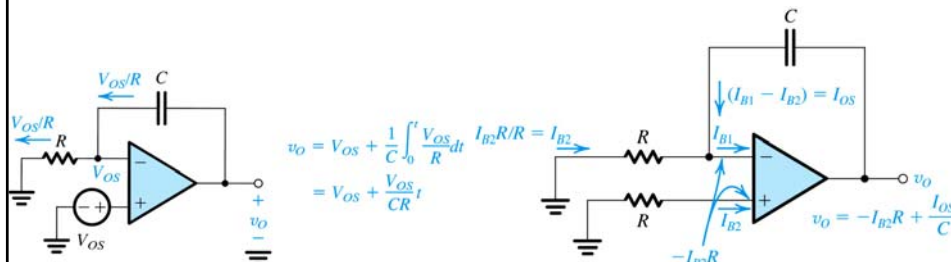 C
V_OS/R
V_OS/R
R
V_OS
−
+
− +
V_OS
+
v_O
−
v_O = V_OS + 1/C ∫_0^t V_OS/R dt
= V_OS + V_OS/CR t
C
(I_B1 − I_B2) = I_OS
I_B2R/R = I_B2
R
I_B1
−
+
R
I_B2
−I_B2R
v_O
v_O = −I_B2R + I_OS/C